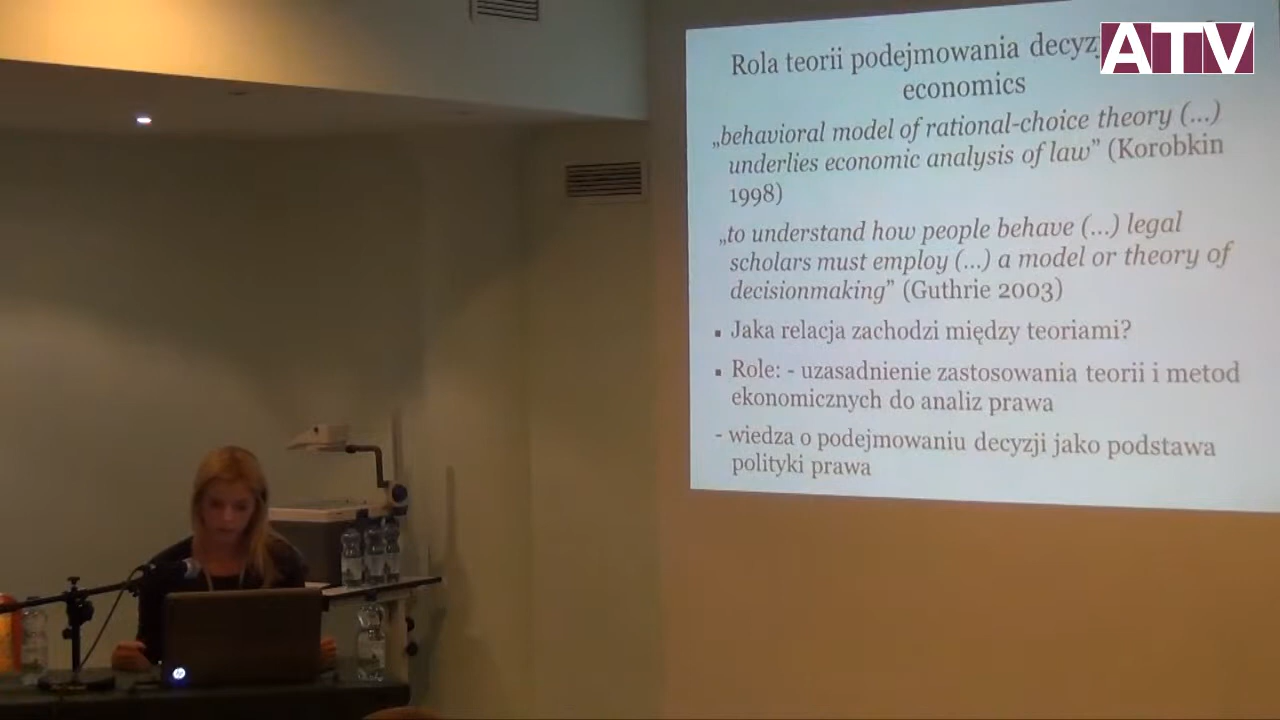 ATV
Rola teorii podejmowania
economics
„behavioral model of rational-choice theory (...)
underlies economic analysis of law” (Korobkin
1998)
„to understand how people behave (...) legal
scholars must employ (...) a model or theory of
decisionmaking” (Guthrie 2003)
▪ Jaka relacja zachodzi między teoriami?
▪ Role: - uzasadnienie zastosowania teorii i metod
ekonomicznych do analiz prawa
- wiedza o podejmowaniu decyzji jako podstawa
polityki prawa
hp